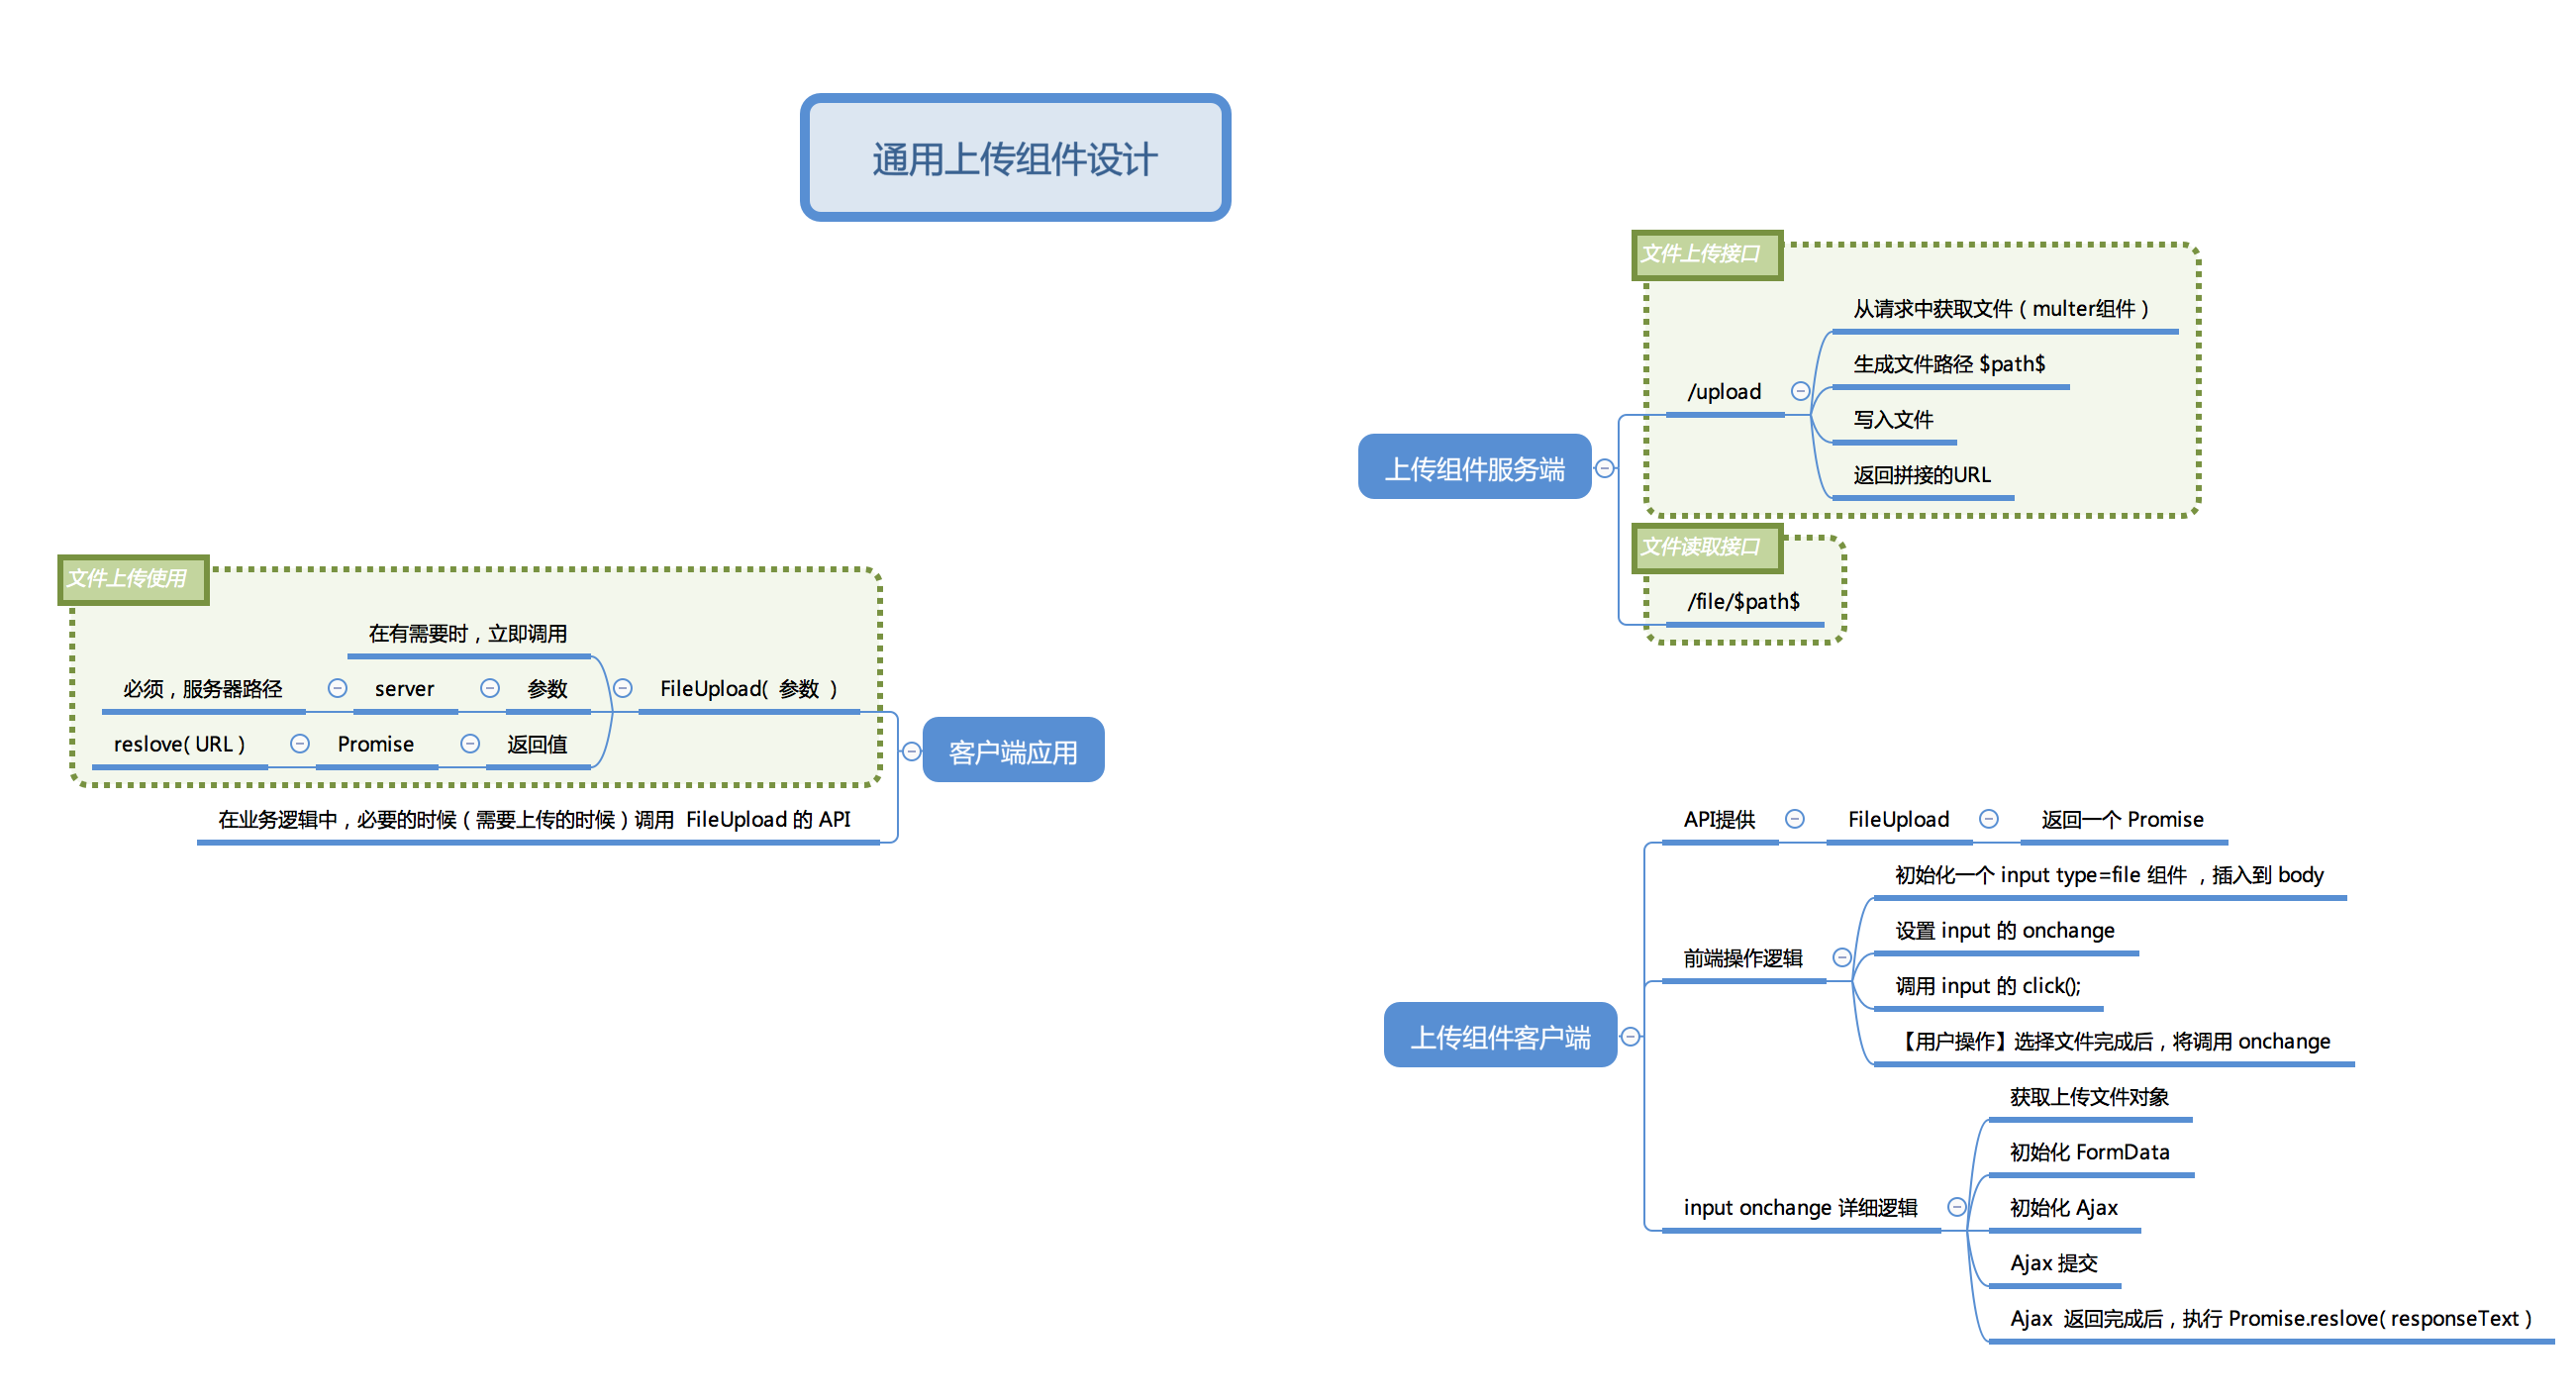 通用上传组件设计
文件上传接口
从请求中获取文件（multer组件）
生成文件路径 $path$
/upload
写入文件
返回拼接的URL
上传组件服务端
文件读取接口
/file/$path$
文件上传使用
在有需要时，立即调用
必须，服务器路径
server
参数
FileUpload( 参数 )
reslove( URL )
Promise
返回值
客户端应用
在业务逻辑中，必要的时候（需要上传的时候）调用 FileUpload 的 API
API提供
FileUpload
返回一个 Promise
初始化一个 input type=file 组件 ，插入到 body
设置 input 的 onchange
前端操作逻辑
调用 input 的 click();
【用户操作】选择文件完成后，将调用 onchange
上传组件客户端
获取上传文件对象
初始化 FormData
input onchange 详细逻辑
初始化 Ajax
Ajax 提交
Ajax 返回完成后，执行 Promise.reslove( responseText )